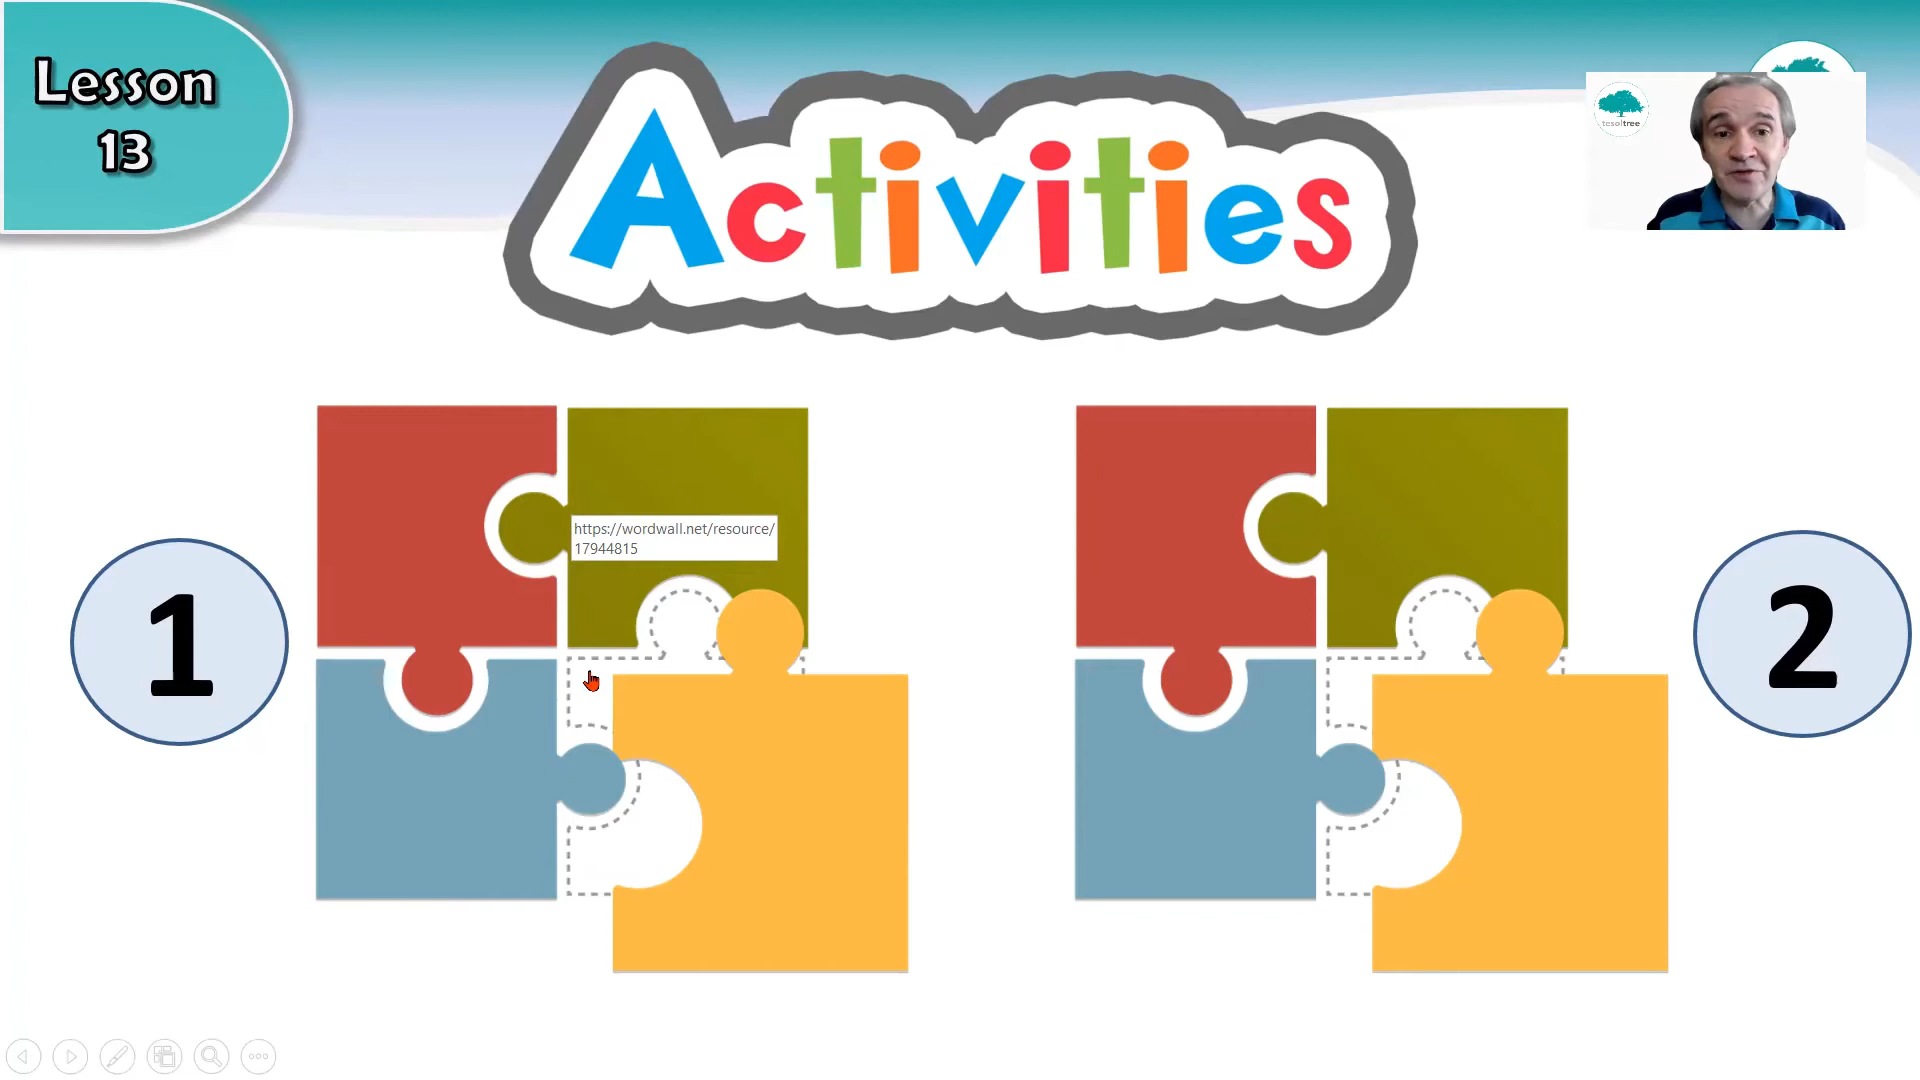 Lesson
13
Activities
tesoltree
https://wordwall.net/resource/
17944815
1
2